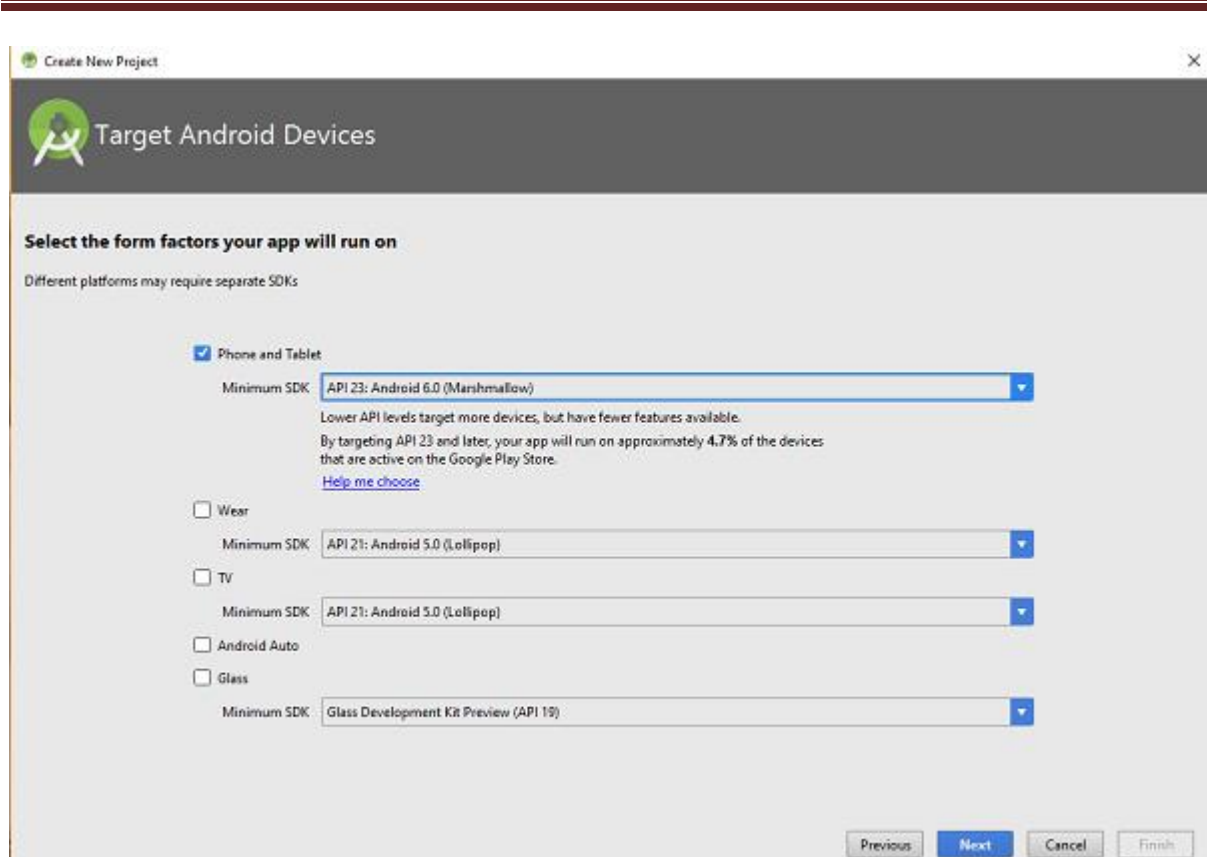 Create New Project
Target Android Devices
Select the form factors your app will run on
Different platforms may require separate SDKs
Phone and Tablet
Minimum SDK API 23: Android 6.0 (Marshmallow)
Lower API levels target more devices, but have fewer features available.
By targeting API 23 and later, your app will run on approximately 4.7% of the devices
that are active on the Google Play Store.
Help me choose
Wear
Minimum SDK API 21: Android 5.0 (Lollipop)
TV
Minimum SDK API 21: Android 5.0 (Lollipop)
Android Auto
Glass
Minimum SDK Glass Development Kit Preview (API 19)
Previous Next Cancel Finish